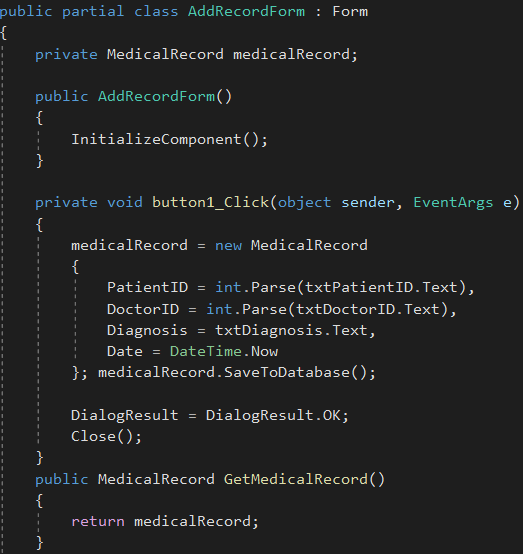 public partial class AddRecordForm : Form
{
    private MedicalRecord medicalRecord;

    public AddRecordForm()
    {
        InitializeComponent();
    }

    private void button1_Click(object sender, EventArgs e)
    {
        medicalRecord = new MedicalRecord
        {
            PatientID = int.Parse(txtPatientID.Text),
            DoctorID = int.Parse(txtDoctorID.Text),
            Diagnosis = txtDiagnosis.Text,
            Date = DateTime.Now
        }; medicalRecord.SaveToDatabase();

        DialogResult = DialogResult.OK;
        Close();
    }
    public MedicalRecord GetMedicalRecord()
    {
        return medicalRecord;
    }